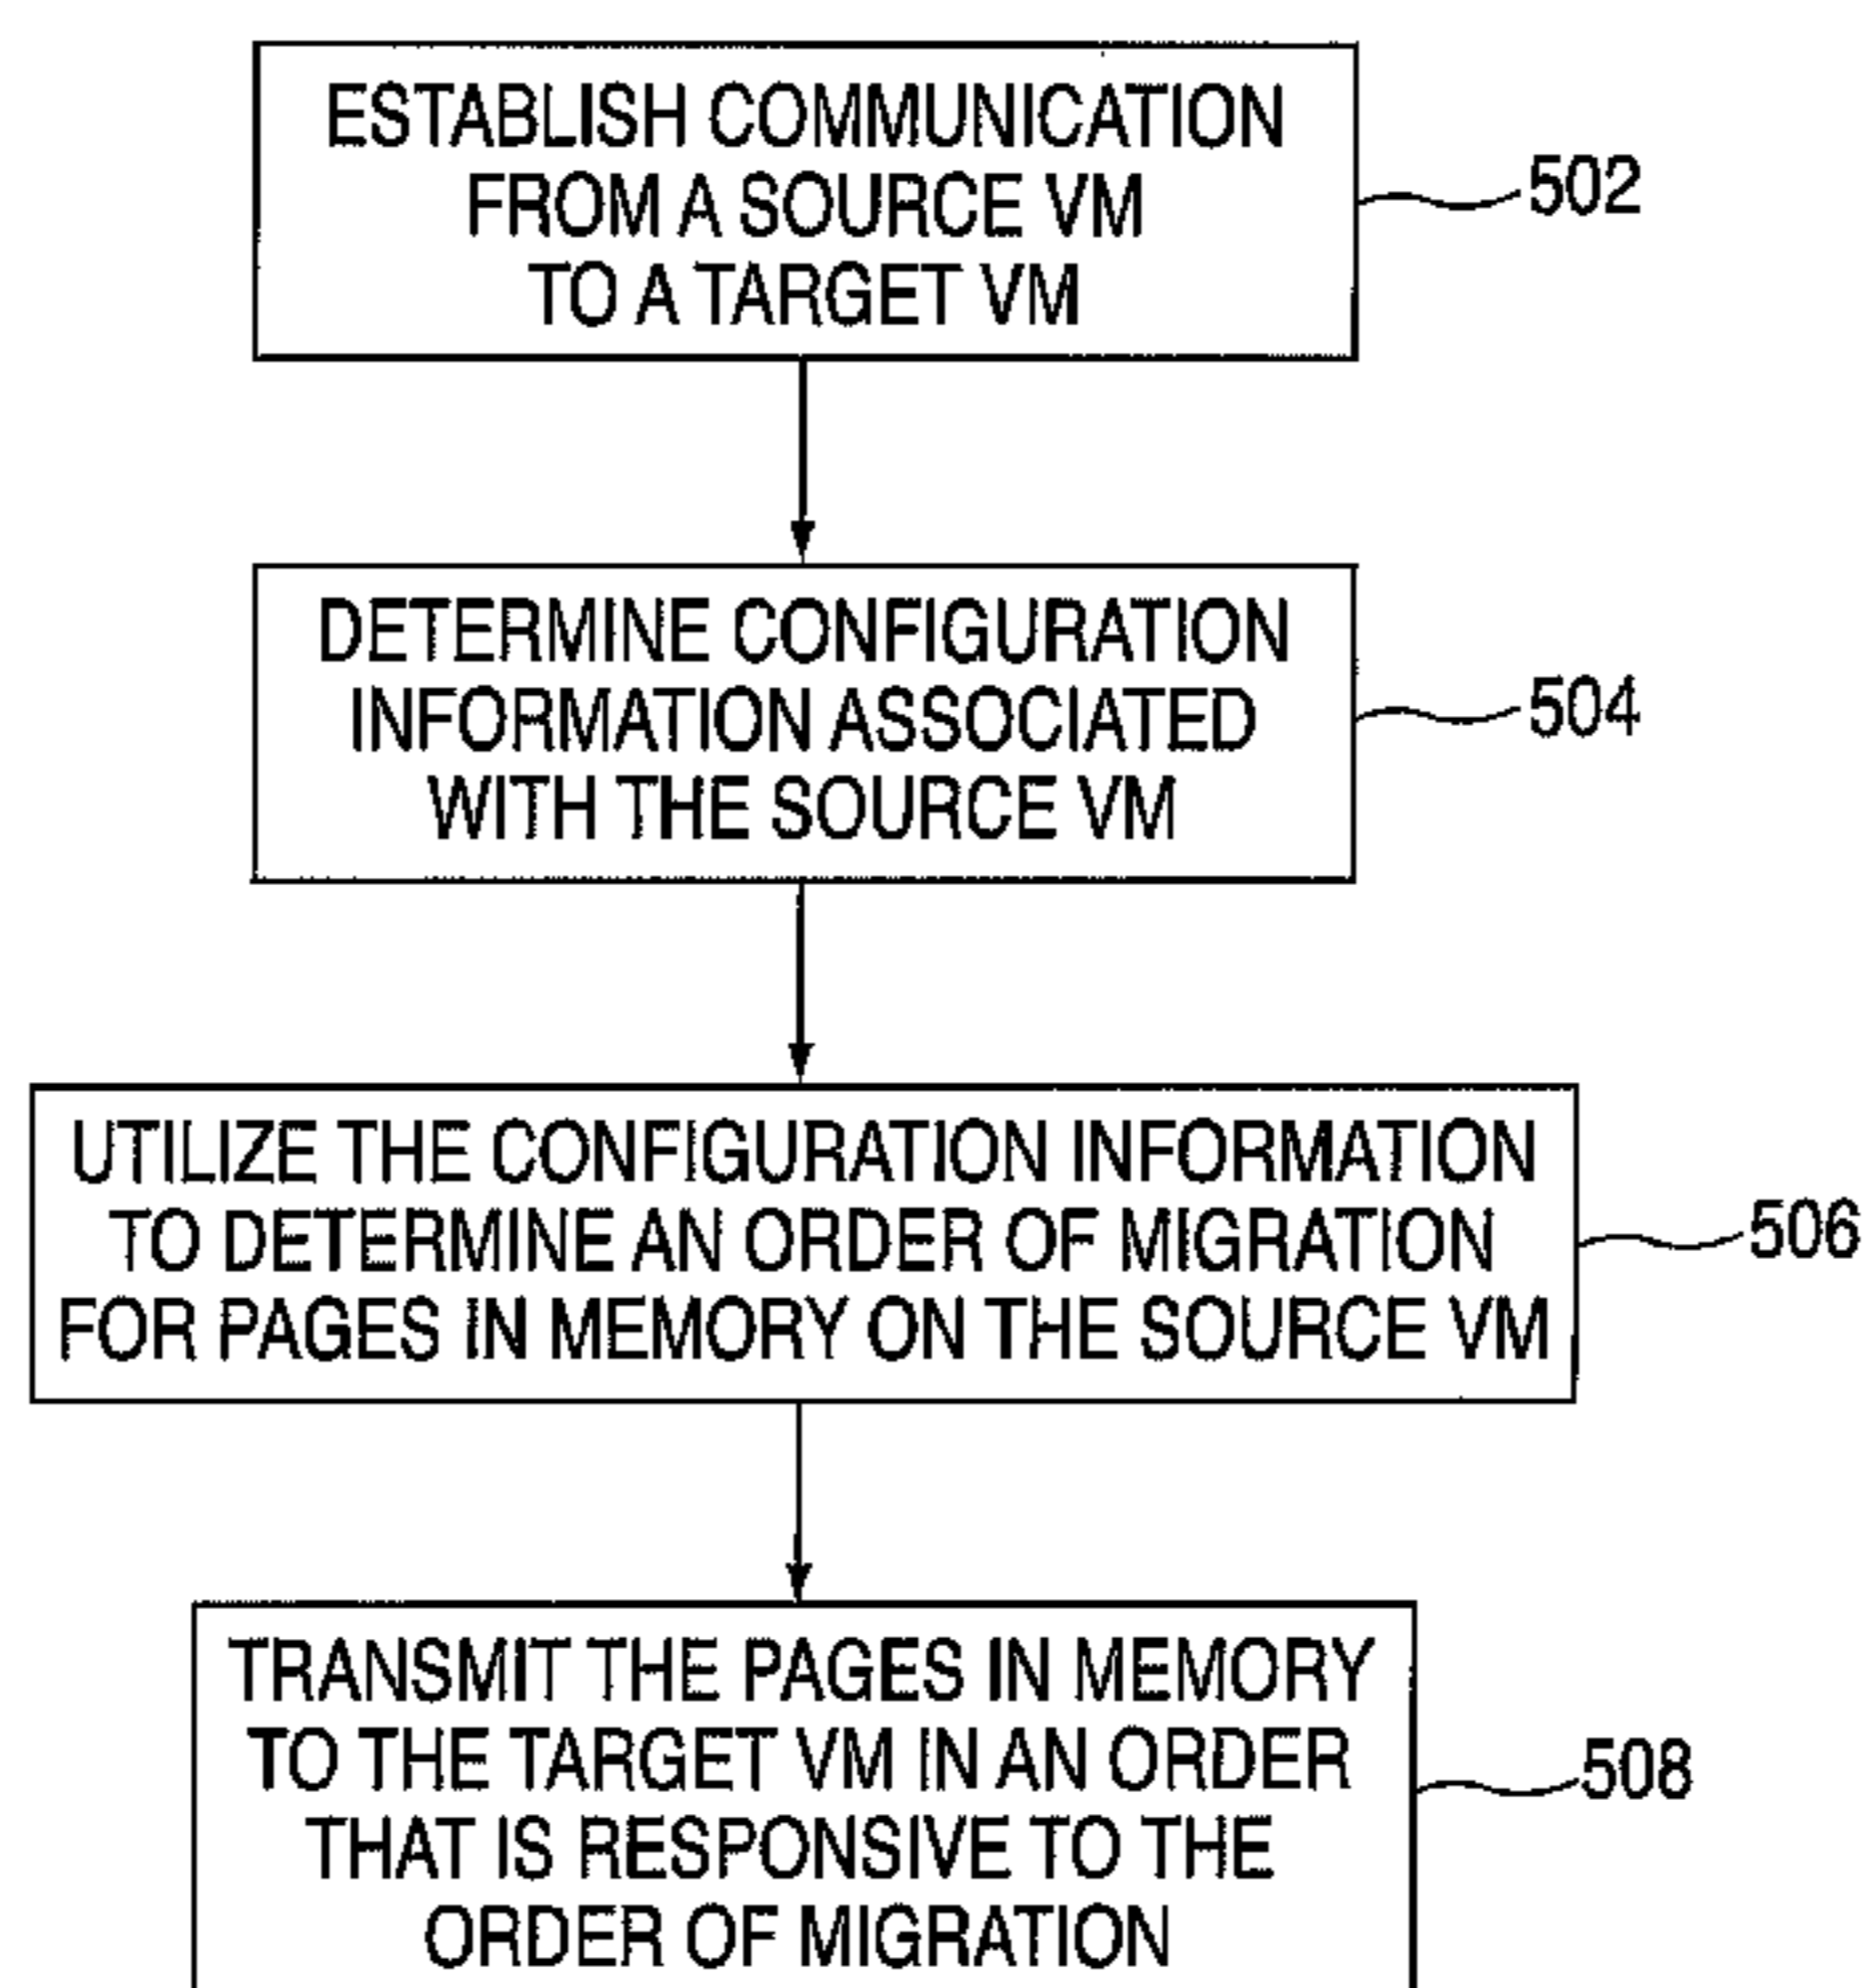 ESTABLISH COMMUNICATION
FROM A SOURCE VM
TO A TARGET VM
502
DETERMINE CONFIGURATION
INFORMATION ASSOCIATED
WITH THE SOURCE VM
504
UTILIZE THE CONFIGURATION INFORMATION
TO DETERMINE AN ORDER OF MIGRATION
FOR PAGES IN MEMORY ON THE SOURCE VM
506
TRANSMIT THE PAGES IN MEMORY
TO THE TARGET VM IN AN ORDER
THAT IS RESPONSIVE TO THE
ORDER OF MIGRATION
508